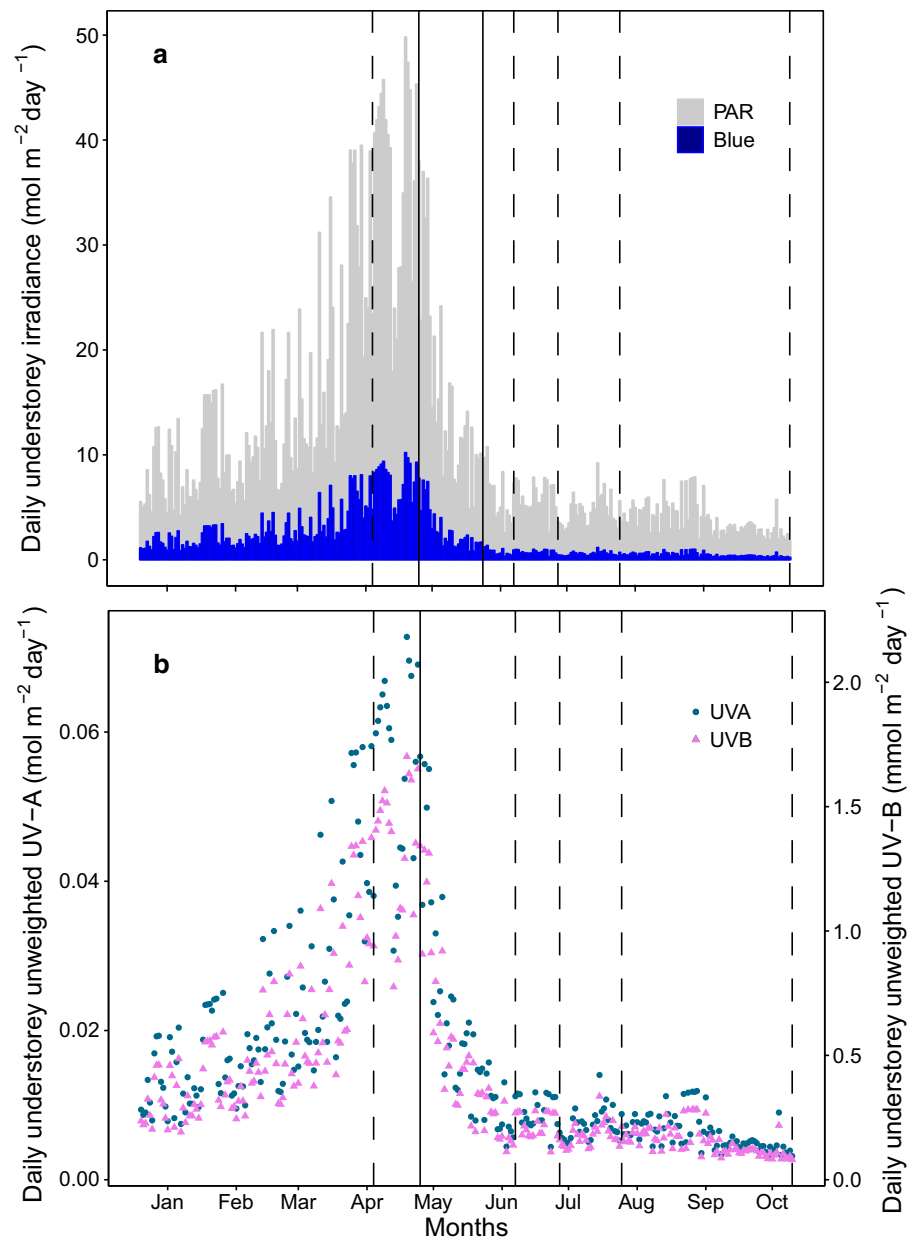 a
Daily understorey irradiance (mol m⁻² day⁻¹)
50
40
30
20
10
0
PAR
Blue
b
Daily understorey unweighted UV−A (mol m⁻² day⁻¹)
0.06
0.04
0.02
0.00
UVA
UVB
2.0
1.5
1.0
0.5
0.0
Daily understorey unweighted UV−B (mmol m⁻² day⁻¹)
Jan Feb Mar Apr May Jun Jul Aug Sep Oct
Months